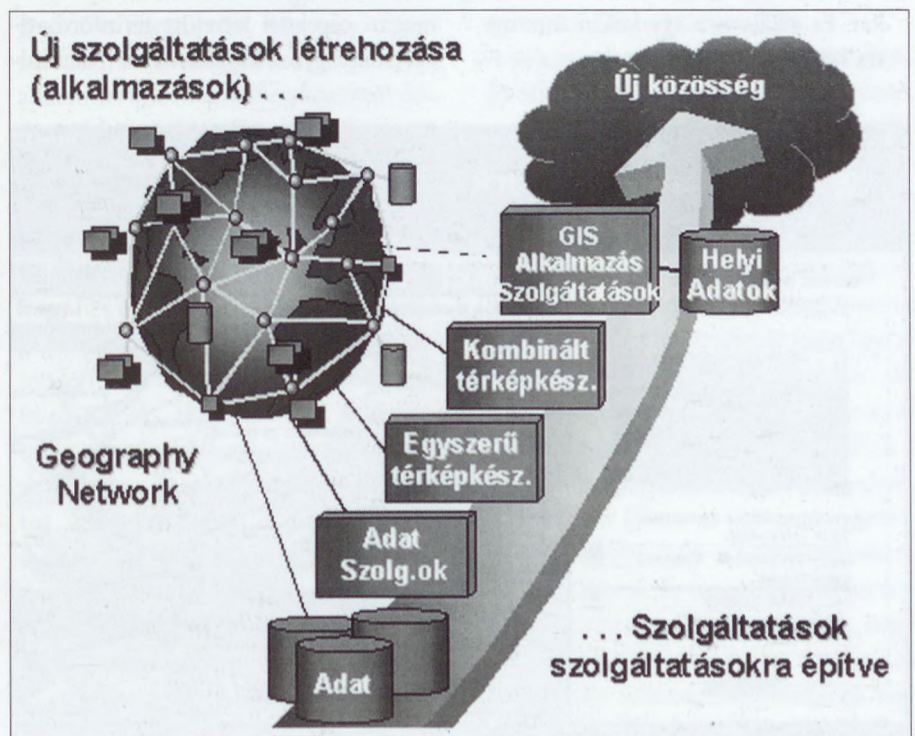 Új szolgáltatások létrehozása
(alkalmazások)
Új közösség
GIS
Alkalmazás
Szolgáltatások
Helyi
Adatok
Kombinált
térképkész.
Egyszerű
térképkész.
Geography
Network
Adat
Szolg.ok
Adat
. . . Szolgáltatások
szolgáltatásokra építve